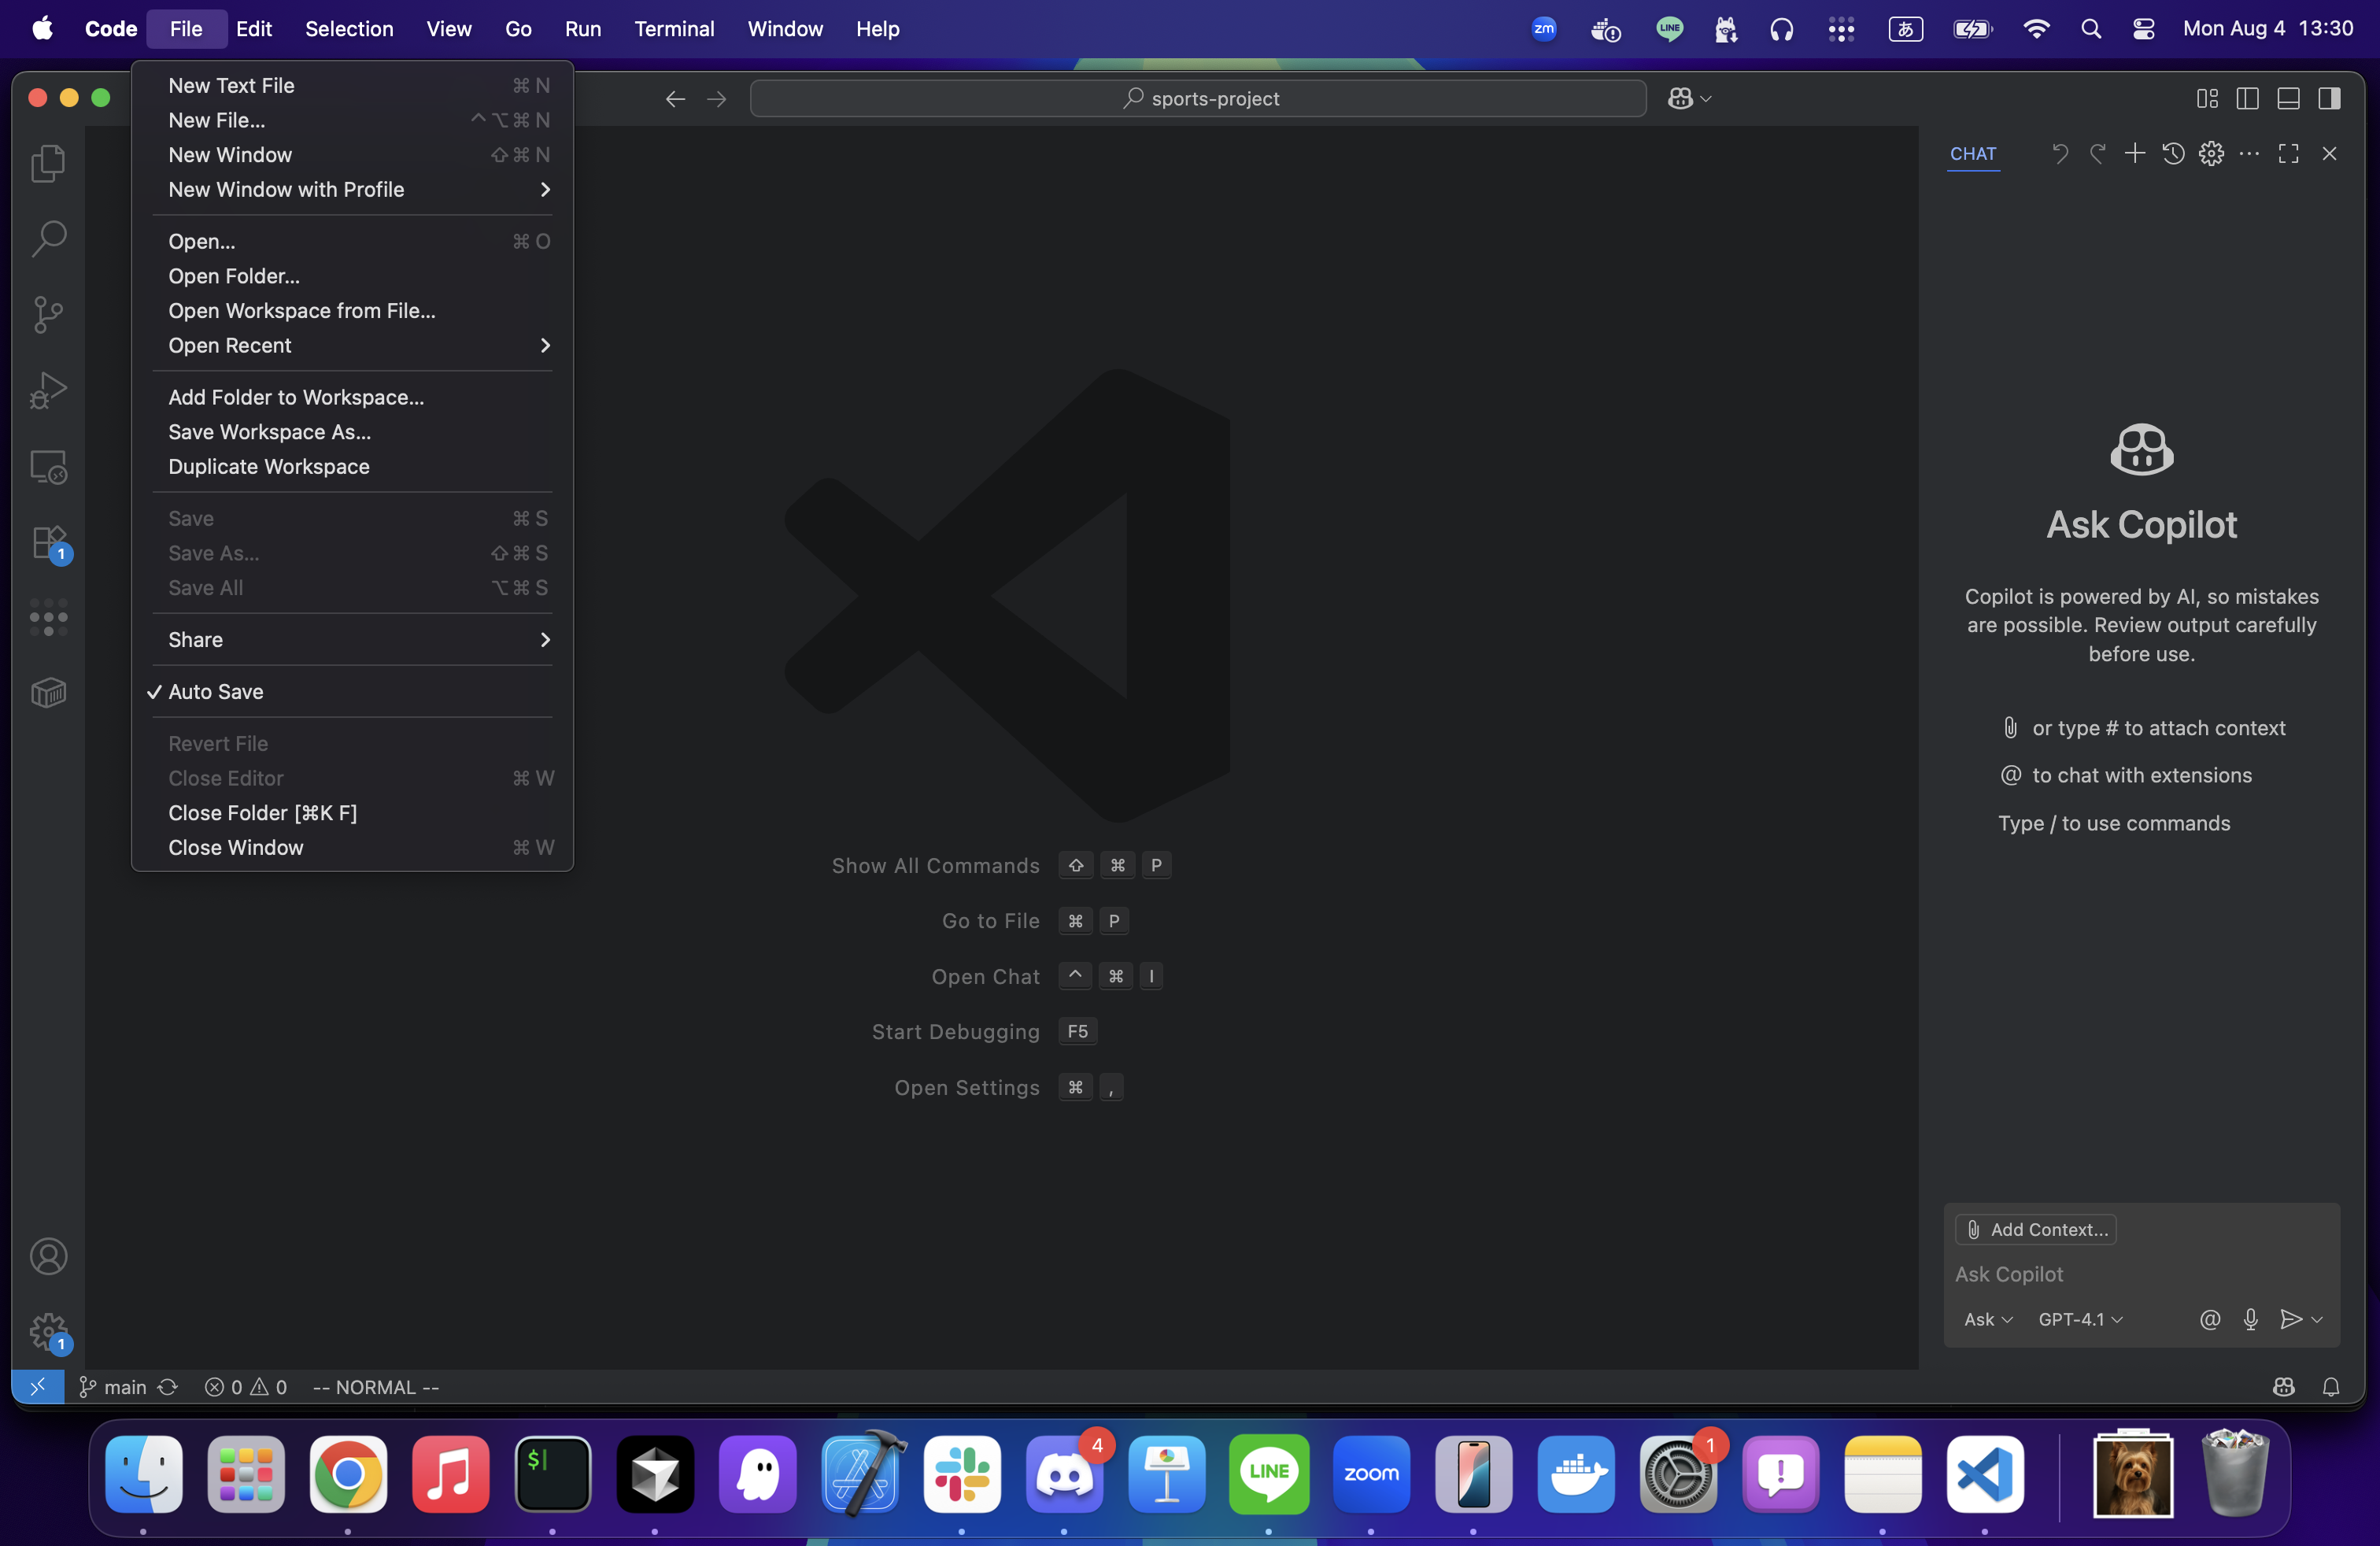 Code File Edit Selection View Go Run Terminal Window Help zm LINE あ Mon Aug 4 13:30
New Text File ⌘ N
New File... ^⌥⌘ N
New Window ⇧⌘ N
New Window with Profile
Open... ⌘ O
Open Folder...
Open Workspace from File...
Open Recent
Add Folder to Workspace...
Save Workspace As...
Duplicate Workspace
Save ⌘ S
Save As... ⇧⌘ S
Save All ⌥⌘ S
Share
✓ Auto Save
Revert File
Close Editor ⌘ W
Close Folder [⌘K F]
Close Window ⌘ W
sports-project
1
1
Show All Commands ⇧ ⌘ P
Go to File ⌘ P
Open Chat ^ ⌘ I
Start Debugging F5
Open Settings ⌘ ,
CHAT
Ask Copilot
Copilot is powered by AI, so mistakes
are possible. Review output carefully
before use.
or type # to attach context
@ to chat with extensions
Type / to use commands
Add Context...
Ask Copilot
Ask GPT-4.1 @
main 0 0 -- NORMAL --
$ 4 LINE zoom 1